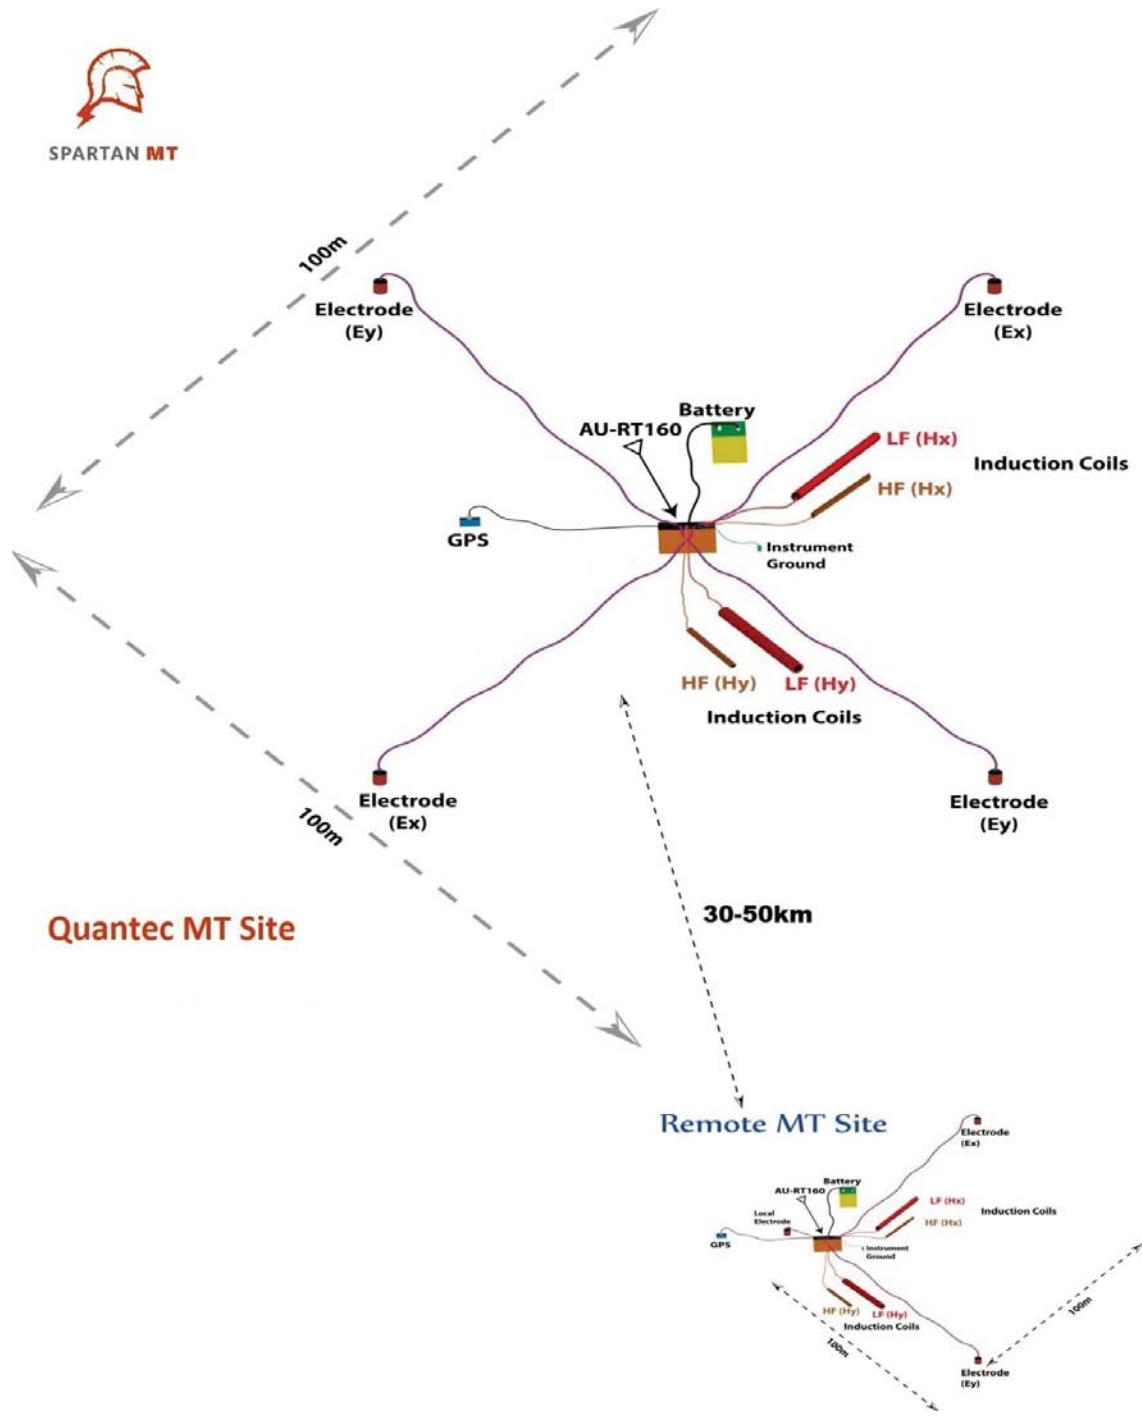 SPARTAN MT
100m
Electrode
(Ey)
Electrode
(Ex)
Battery
AU-RT160
LF (Hx)
Induction Coils
HF (Hx)
GPS
Instrument
Ground
HF (Hy)
LF (Hy)
Induction Coils
Electrode
(Ex)
Electrode
(Ey)
100m
30-50km
Quantec MT Site
Remote MT Site
Electrode
(Ex)
Battery
AU-RT160
LF (Hx)
Induction Coils
HF (Hx)
Local
Electrode
GPS
Instrument
Ground
HF (Hy)
LF (Hy)
Induction Coils
100m
100m
Electrode
(Ey)